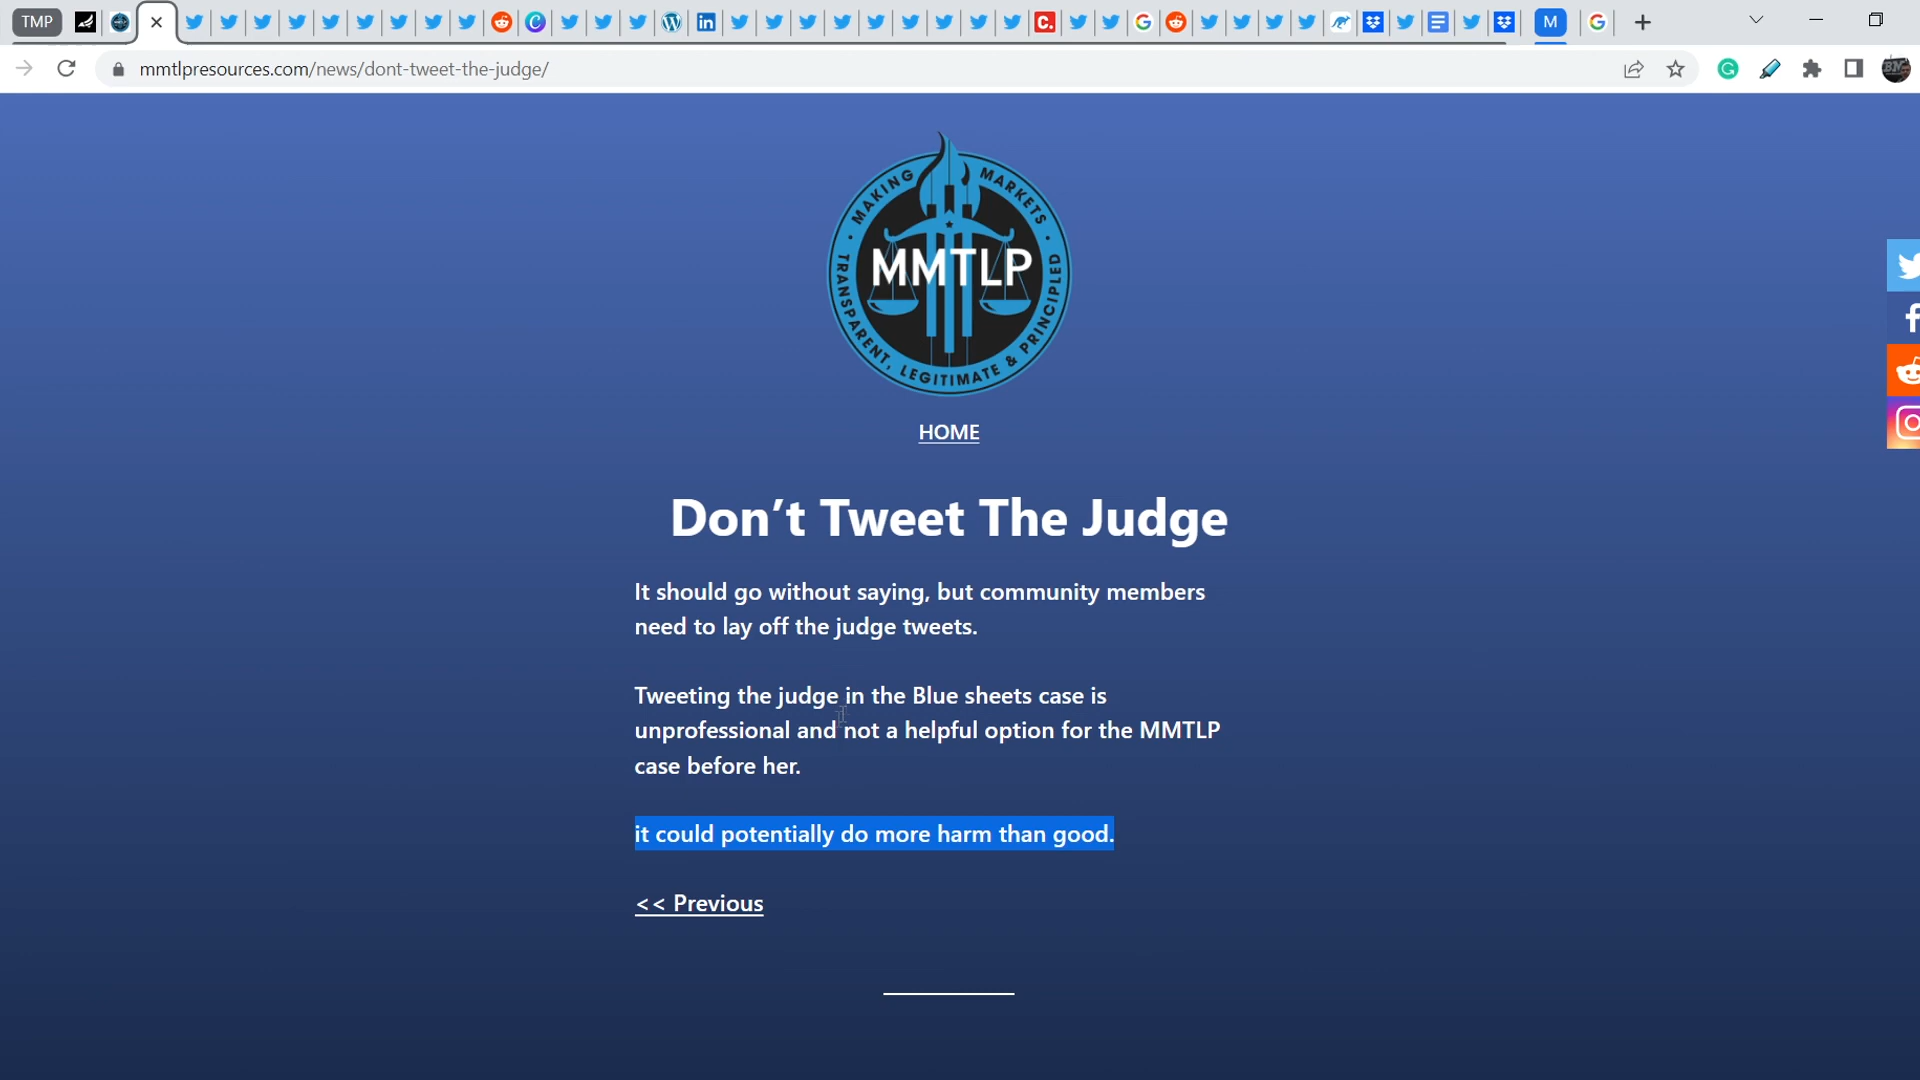 TMP
M
mmtlpresources.com/news/dont-tweet-the-judge/
MAKING MARKETS
MMTLP
TRANSPARENT, LEGITIMATE & PRINCIPLED
HOME
Don’t Tweet The Judge
It should go without saying, but community members
need to lay off the judge tweets.
Tweeting the judge in the Blue sheets case is
unprofessional and not a helpful option for the MMTLP
case before her.
it could potentially do more harm than good.
<< Previous